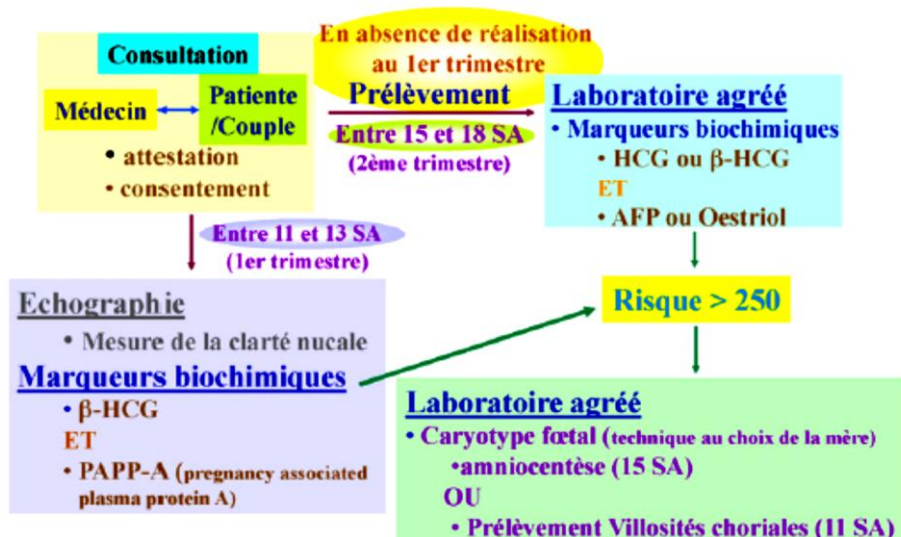 Consultation
Médecin
Patiente
/Couple
• attestation
• consentement
En absence de réalisation
au 1er trimestre
Prélèvement
Entre 15 et 18 SA
(2ème trimestre)
Laboratoire agréé
• Marqueurs biochimiques
• HCG ou β-HCG
ET
• AFP ou Oestriol
Entre 11 et 13 SA
(1er trimestre)
Echographie
• Mesure de la clarté nucale
Marqueurs biochimiques
• β-HCG
ET
• PAPP-A (pregnancy associated
plasma protein A)
Risque > 250
Laboratoire agréé
• Caryotype fœtal (technique au choix de la mère)
•amniocentèse (15 SA)
OU
• Prélèvement Villosités choriales (11 SA)